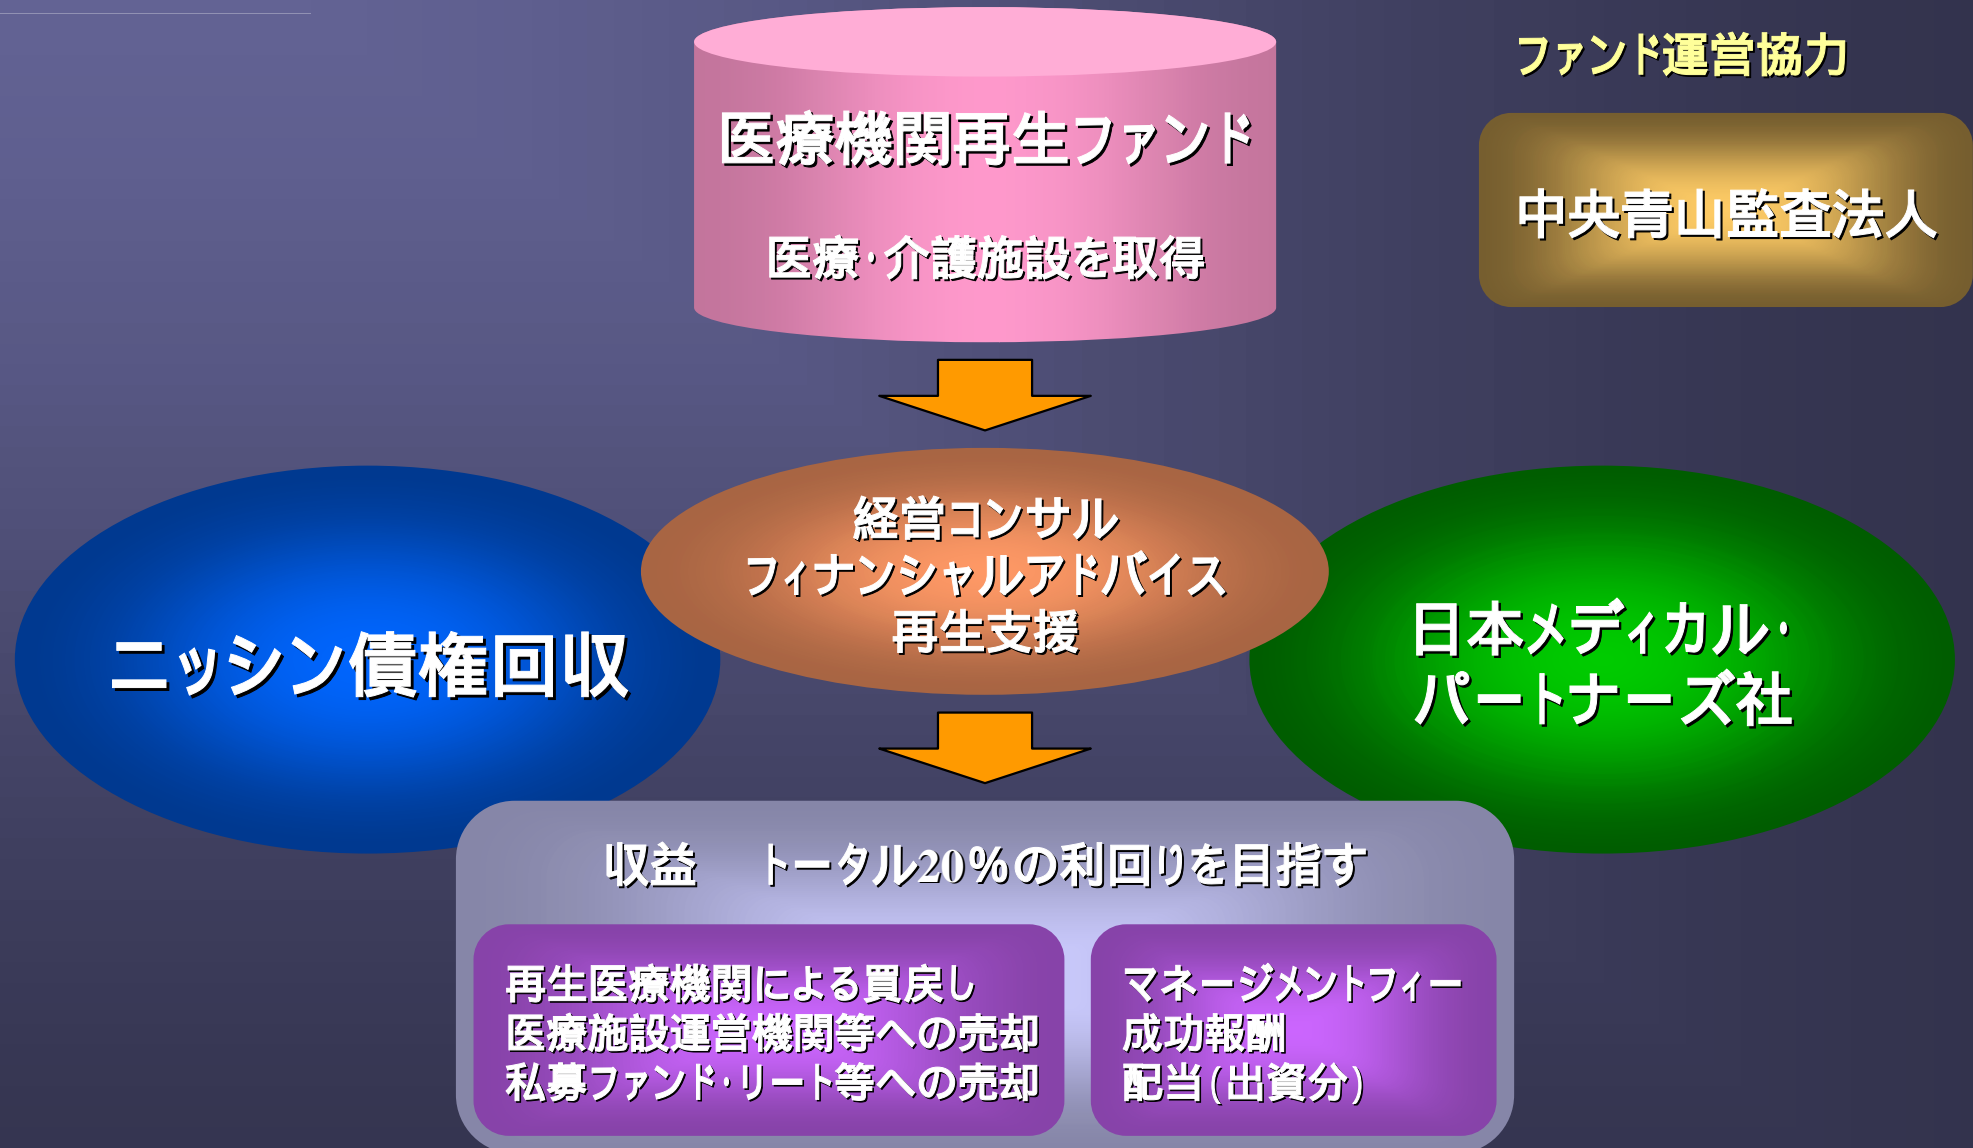 医療機関再生ファンド
医療・介護施設を取得
ファンド運営協力
中央青山監査法人
経営コンサル
フィナンシャルアドバイス
再生支援
ニッシン債権回収
日本メディカル・
パートナーズ社
収益　トータル20%の利回りを目指す
再生医療機関による買戻し
医療施設運営機関等への売却
私募ファンド・リート等への売却
マネージメントフィー
成功報酬
配当(出資分)